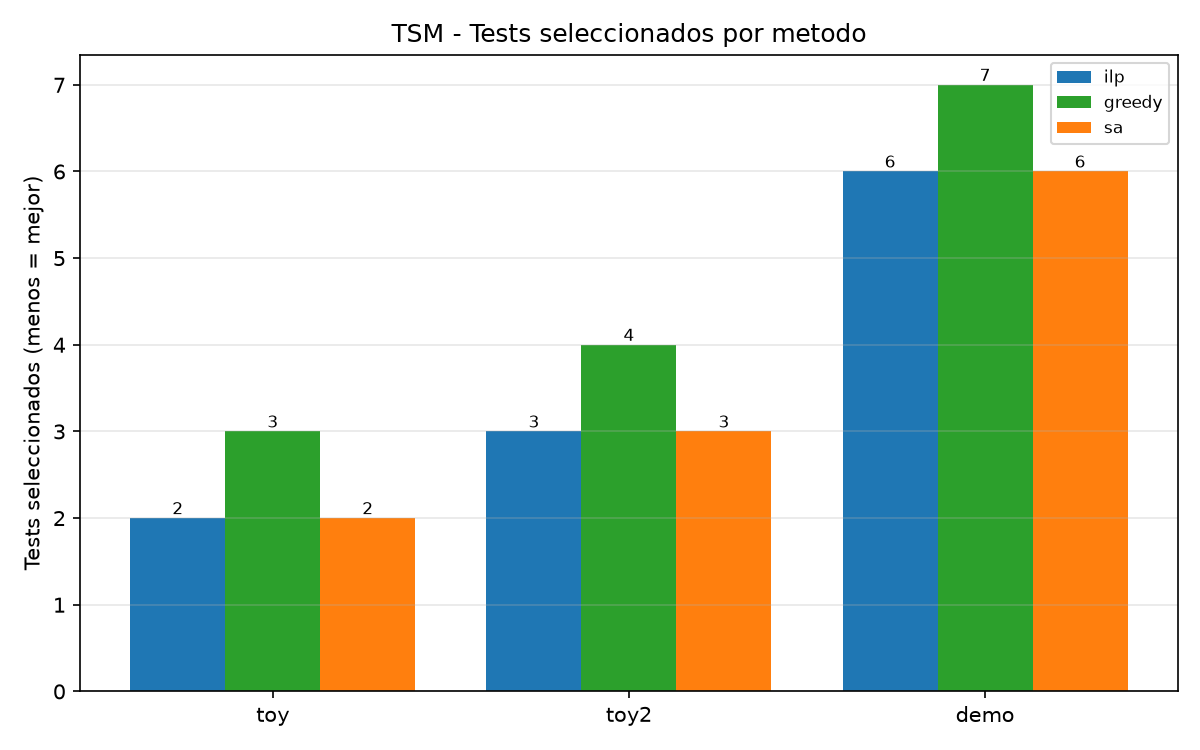 TSM - Tests seleccionados por metodo
Tests seleccionados (menos = mejor)
7
6
5
4
3
2
1
0
2
3
2
3
4
3
6
7
6
toy
toy2
demo
ilp
greedy
sa